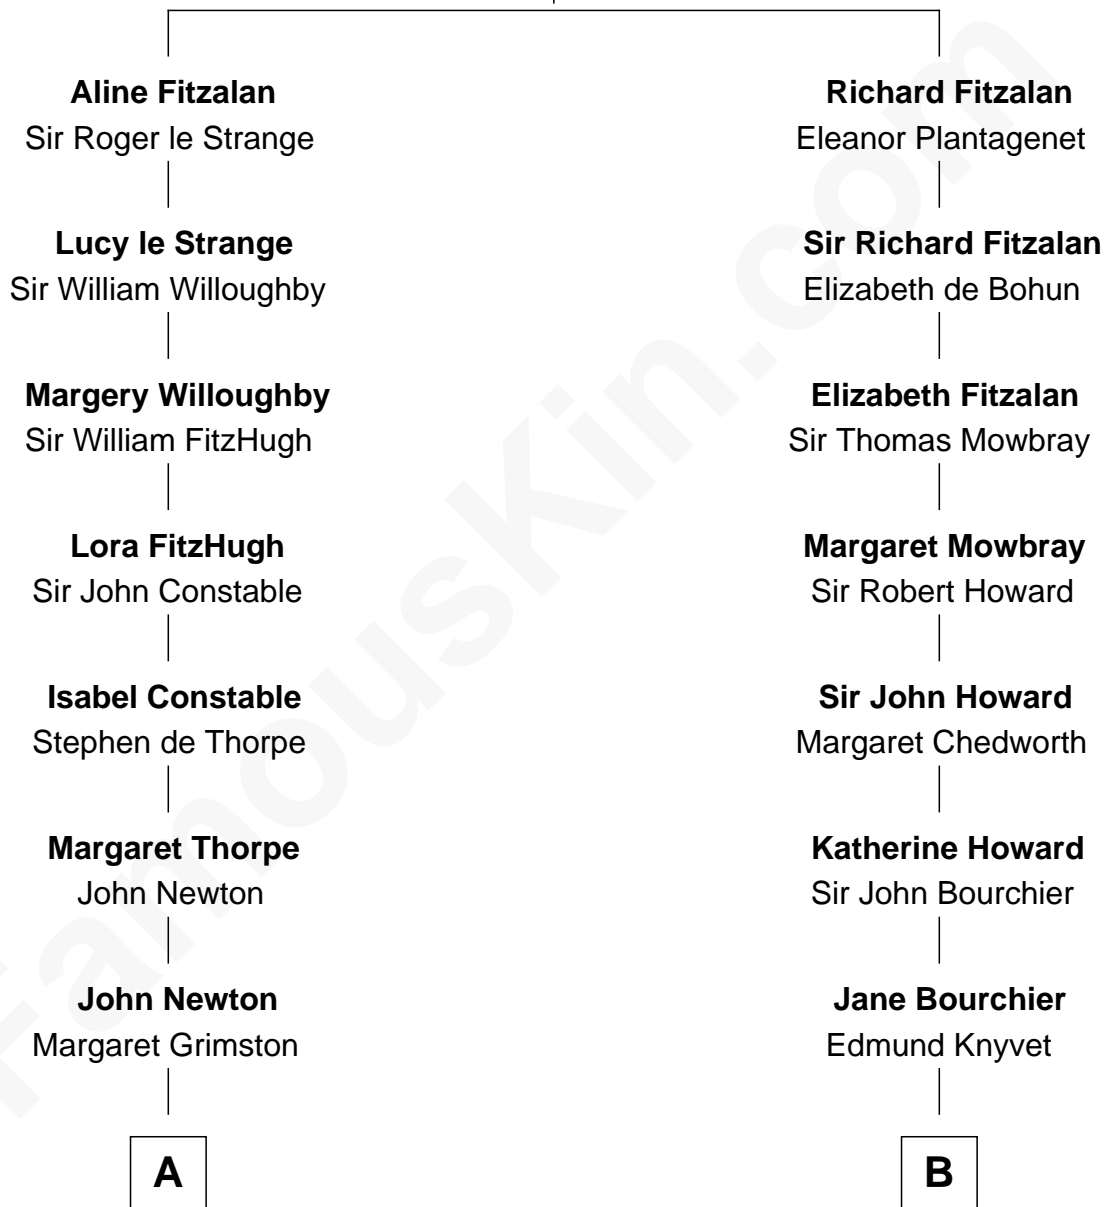 Aline Fitzalan
Sir Roger le Strange
Lucy le Strange
Sir William Willoughby
Margery Willoughby
Sir William FitzHugh
Lora FitzHugh
Sir John Constable
Isabel Constable
Stephen de Thorpe
Margaret Thorpe
John Newton
John Newton
Margaret Grimston
A
Richard Fitzalan
Eleanor Plantagenet
Sir Richard Fitzalan
Elizabeth de Bohun
Elizabeth Fitzalan
Sir Thomas Mowbray
Margaret Mowbray
Sir Robert Howard
Sir John Howard
Margaret Chedworth
Katherine Howard
Sir John Bourchier
Jane Bourchier
Edmund Knyvet
B
FamousKin.com